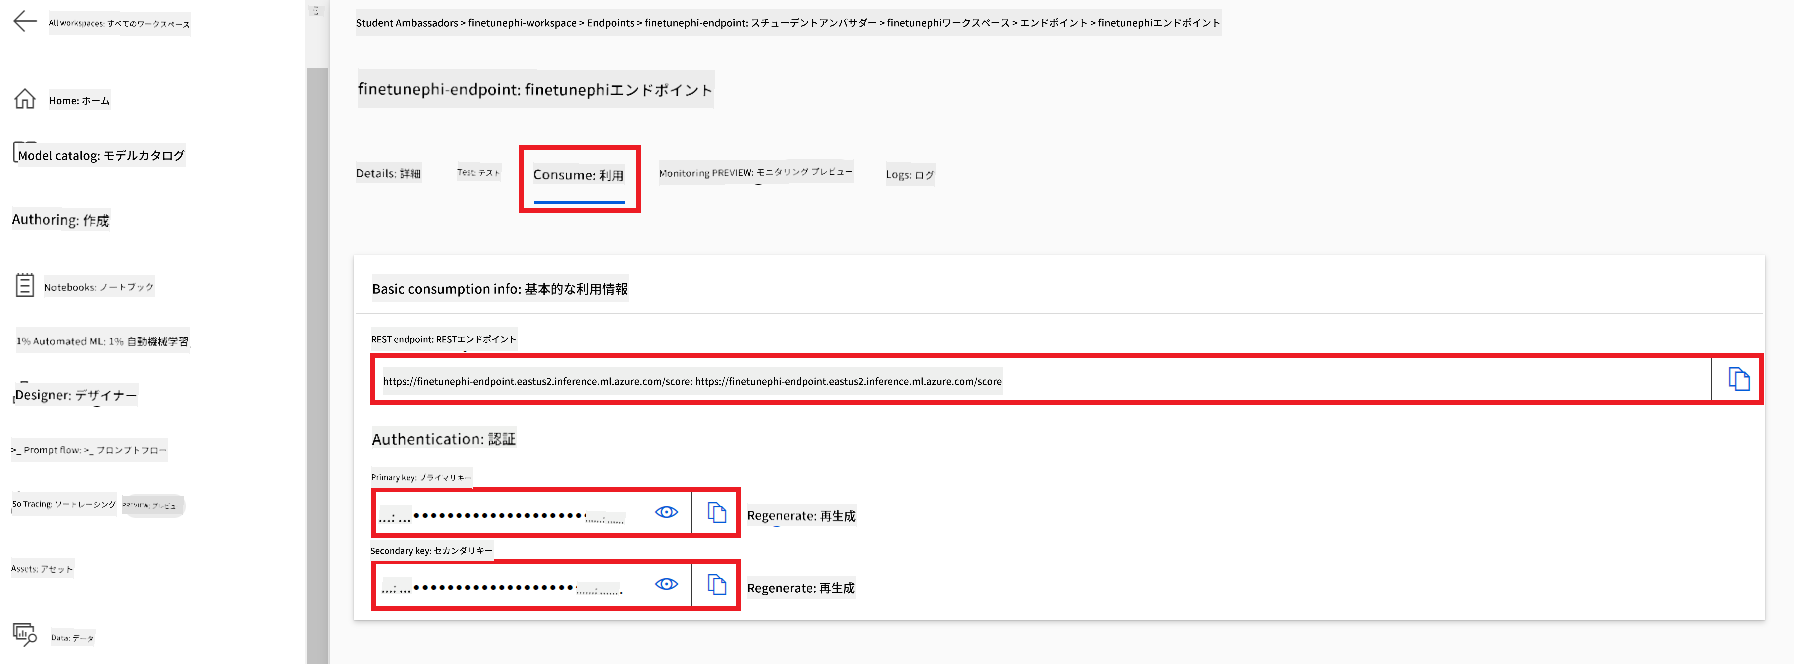 All workspaces: すべてのワークスペース
Home: ホーム
Model catalog: モデルカタログ
Authoring: 作成
Notebooks: ノートブック
1% Automated ML: 1% 自動機械学習
Designer: デザイナー
>_ Prompt flow: >_ プロンプトフロー
So Tracing: ソートレーシング PREVIEW: プレビュ
Assets: アセット
Data: データ
Student Ambassadors > finetunephi-workspace > Endpoints > finetunephi-endpoint: スチューデントアンバサダー > finetunephiワークスペース > エンドポイント > finetunephiエンドポイント
finetunephi-endpoint: finetunephiエンドポイント
Details: 詳細 Test: テスト Consume: 利用 Monitoring PREVIEW: モニタリング プレビュー Logs: ログ
Basic consumption info: 基本的な利用情報
REST endpoint: RESTエンドポイント
https://finetunephi-endpoint.eastus2.inference.ml.azure.com/score: https://finetunephi-endpoint.eastus2.inference.ml.azure.com/score
Authentication: 認証
Primary key: プライマリキー
Regenerate: 再生成
Secondary key: セカンダリキー
Regenerate: 再生成